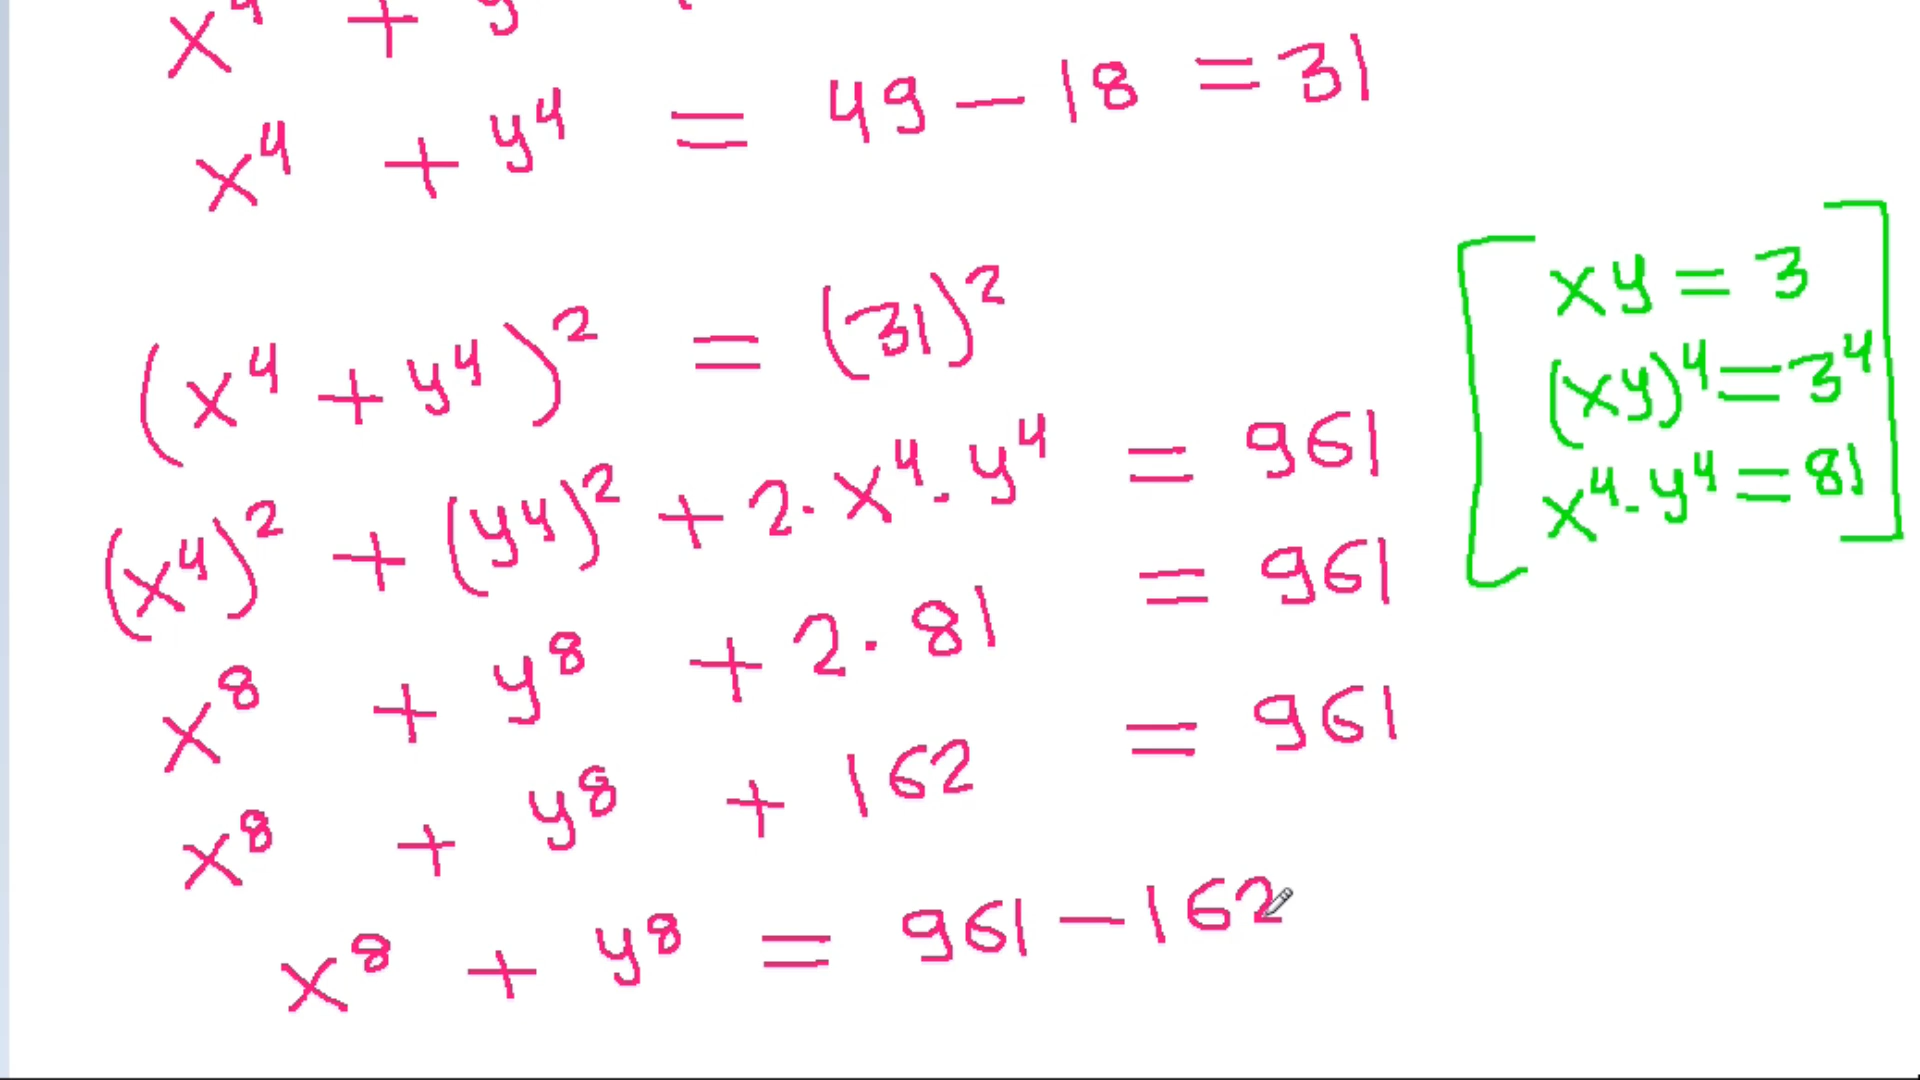 x⁴ + y
x⁴ + y⁴ = 49 − 18 = 31
(x⁴ + y⁴)² = (31)²
(x⁴)² + (y⁴)² + 2 · x⁴ · y⁴ = 961
x⁸ + y⁸ + 2 · 81 = 961
x⁸ + y⁸ + 162 = 961
x⁸ + y⁸ = 961 − 162
xy = 3
(xy)⁴ = 3⁴
x⁴ · y⁴ = 81